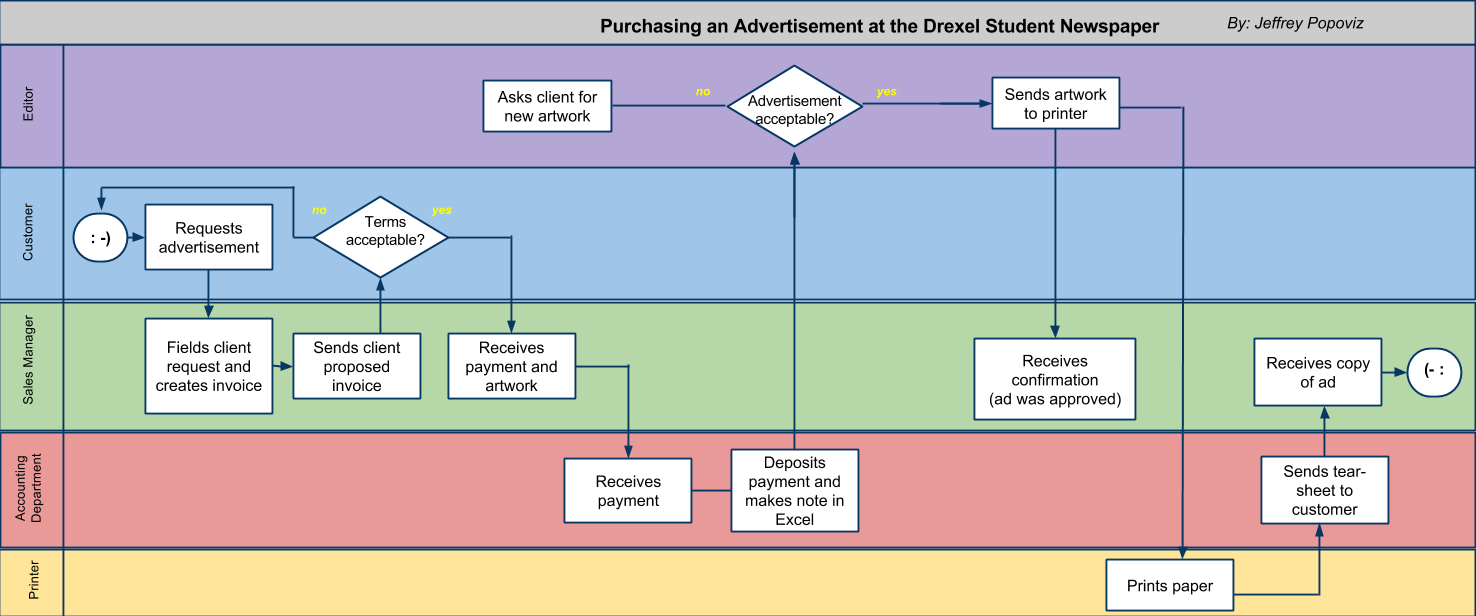 Purchasing an Advertisement at the Drexel Student Newspaper
By: Jeffrey Popoviz
Editor
Asks client for
new artwork
no
Advertisement
acceptable?
yes
Sends artwork
to printer
Customer
: -)
Requests
advertisement
no
Terms
acceptable?
yes
Sales Manager
Fields client
request and
creates invoice
Sends client
proposed
invoice
Receives
payment and
artwork
Receives
confirmation
(ad was approved)
Receives copy
of ad
(- :
Accounting
Department
Receives
payment
Deposits
payment and
makes note in
Excel
Sends tear-
sheet to
customer
Printer
Prints paper